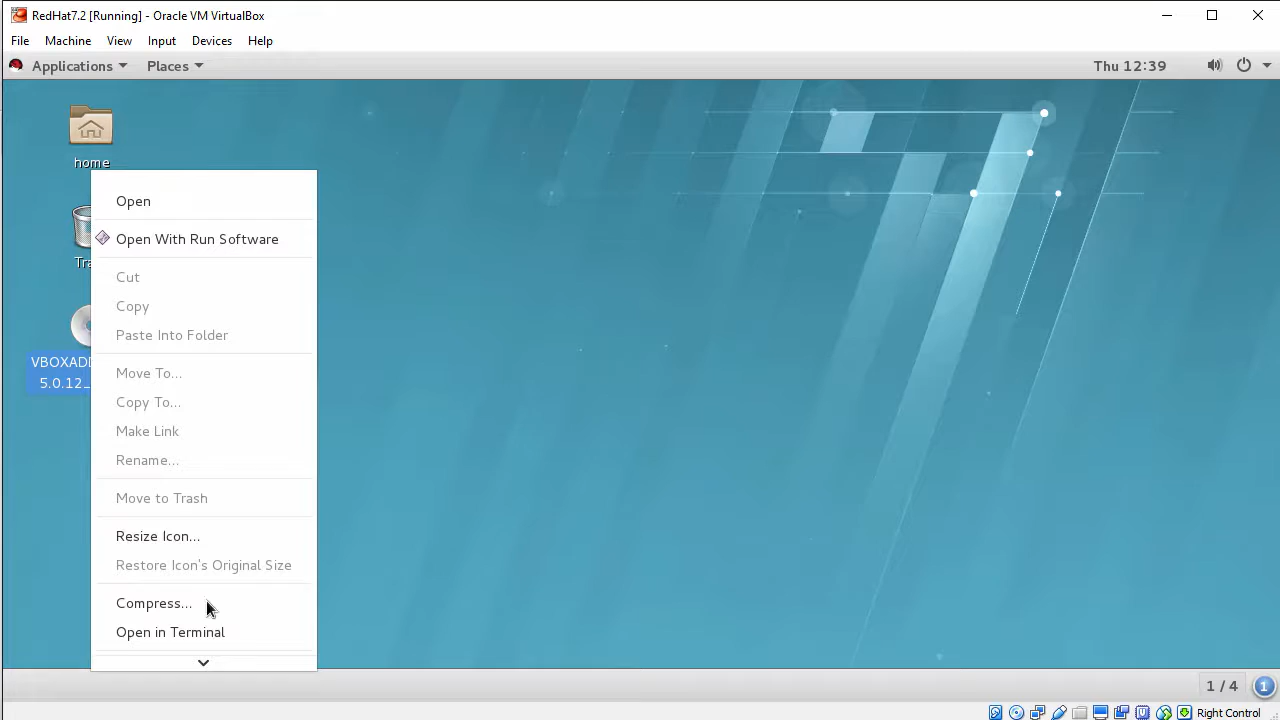 RedHat7.2 [Running] - Oracle VM VirtualBox
File Machine View Input Devices Help
Applications Places Thu 12:39
home
Open
Open With Run Software
Cut
Copy
Paste Into Folder
Move To...
Copy To...
Make Link
Rename...
Move to Trash
Resize Icon...
Restore Icon's Original Size
Compress...
Open in Terminal
5.0.12_
1 / 4 1
Right Control